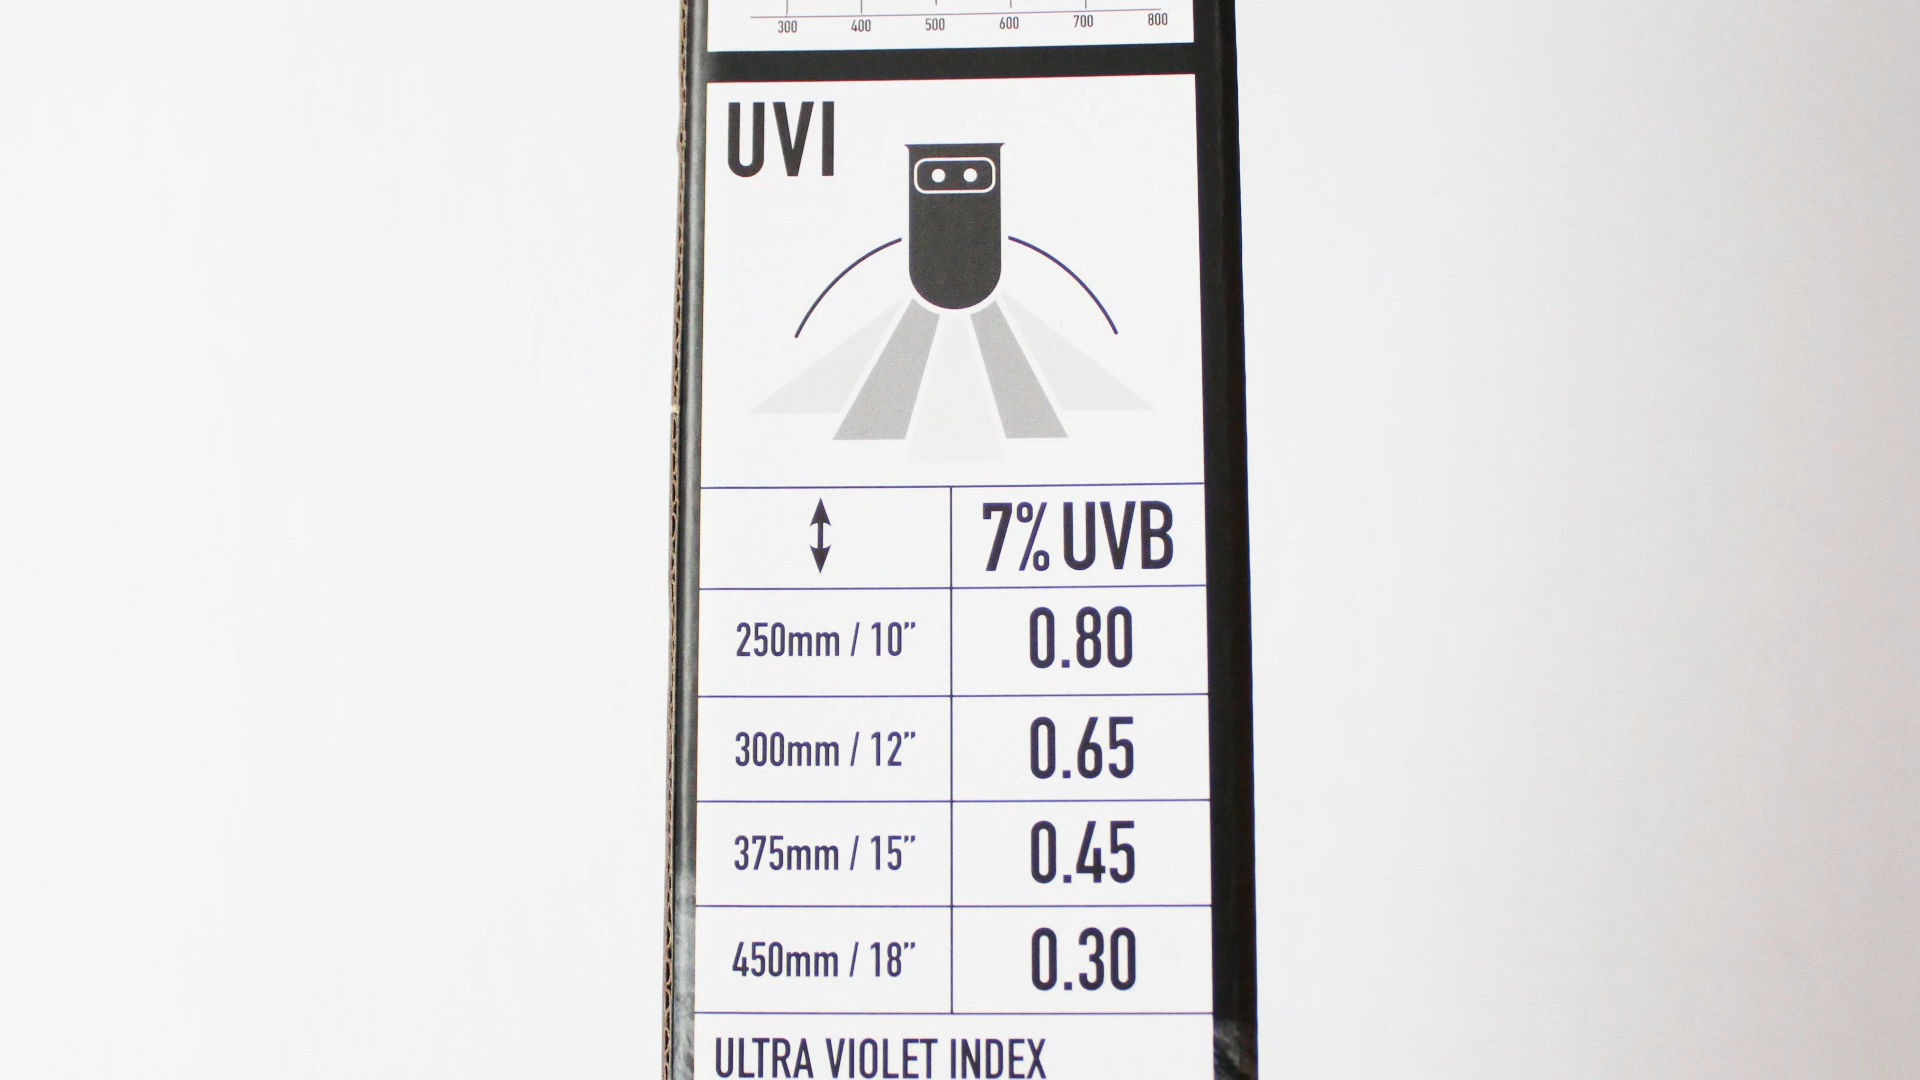 300 400 500 600 700 800
UVI
7% UVB
250mm / 10” 0.80
300mm / 12” 0.65
375mm / 15” 0.45
450mm / 18” 0.30
ULTRA VIOLET INDEX